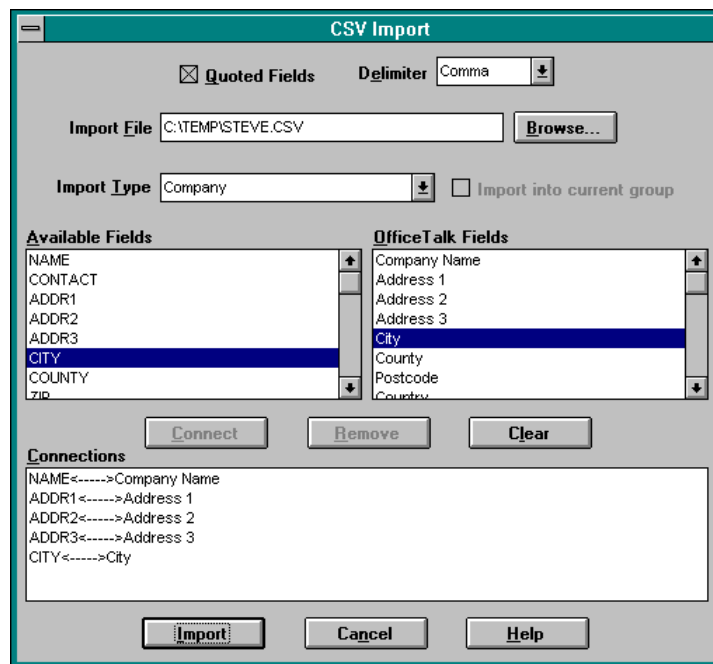 CSV Import
Quoted Fields Delimiter Comma
Import File C:\TEMP\STEVE.CSV Browse...
Import Type Company Import into current group
Available Fields OfficeTalk Fields
NAME Company Name
CONTACT Address 1
ADDR1 Address 2
ADDR2 Address 3
ADDR3 City
CITY County
COUNTY Postcode
ZIP Country
Connect Remove Clear
Connections
NAME<----->Company Name
ADDR1<----->Address 1
ADDR2<----->Address 2
ADDR3<----->Address 3
CITY<----->City
Import Cancel Help